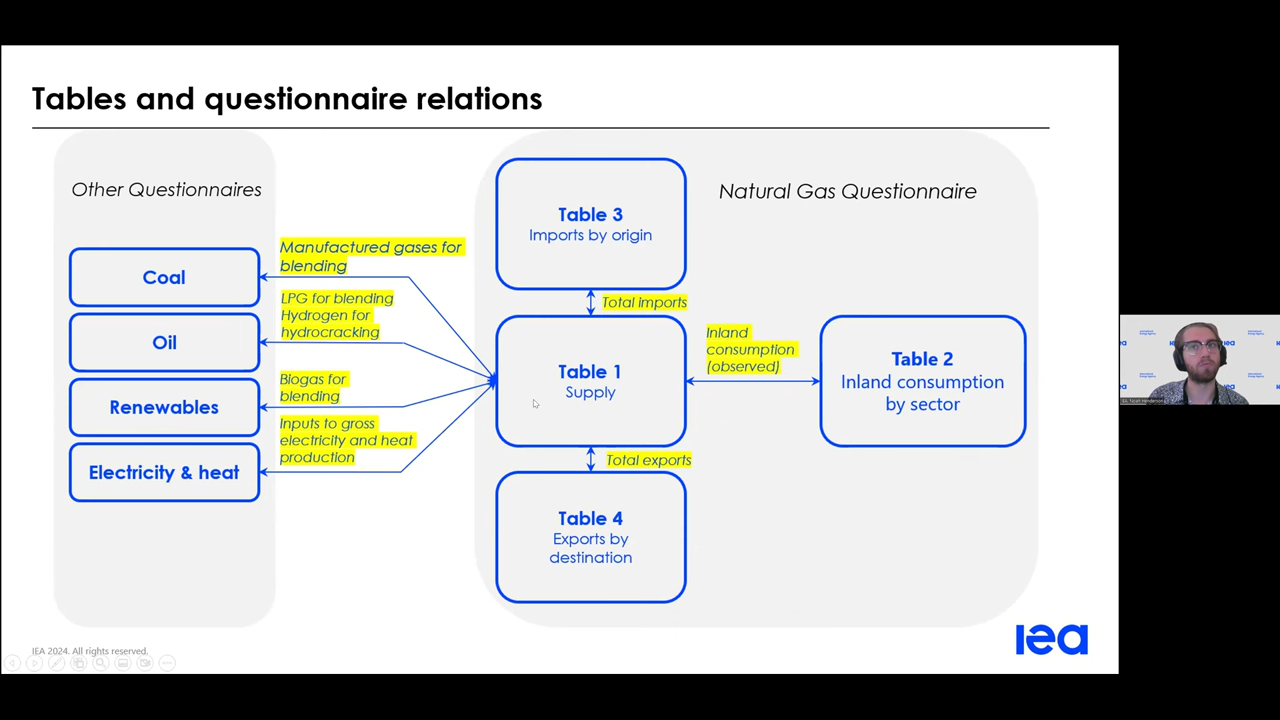 Tables and questionnaire relations
Other Questionnaires
Coal
Oil
Renewables
Electricity & heat
Manufactured gases for
blending
LPG for blending
Hydrogen for
hydrocracking
Biogas for
blending
Inputs to gross
electricity and heat
production
Natural Gas Questionnaire
Table 3
Imports by origin
Total imports
Table 1
Supply
Inland
consumption
(observed)
Table 2
Inland consumption
by sector
Total exports
Table 4
Exports by
destination
IEA 2024. All rights reserved.
iea
iea